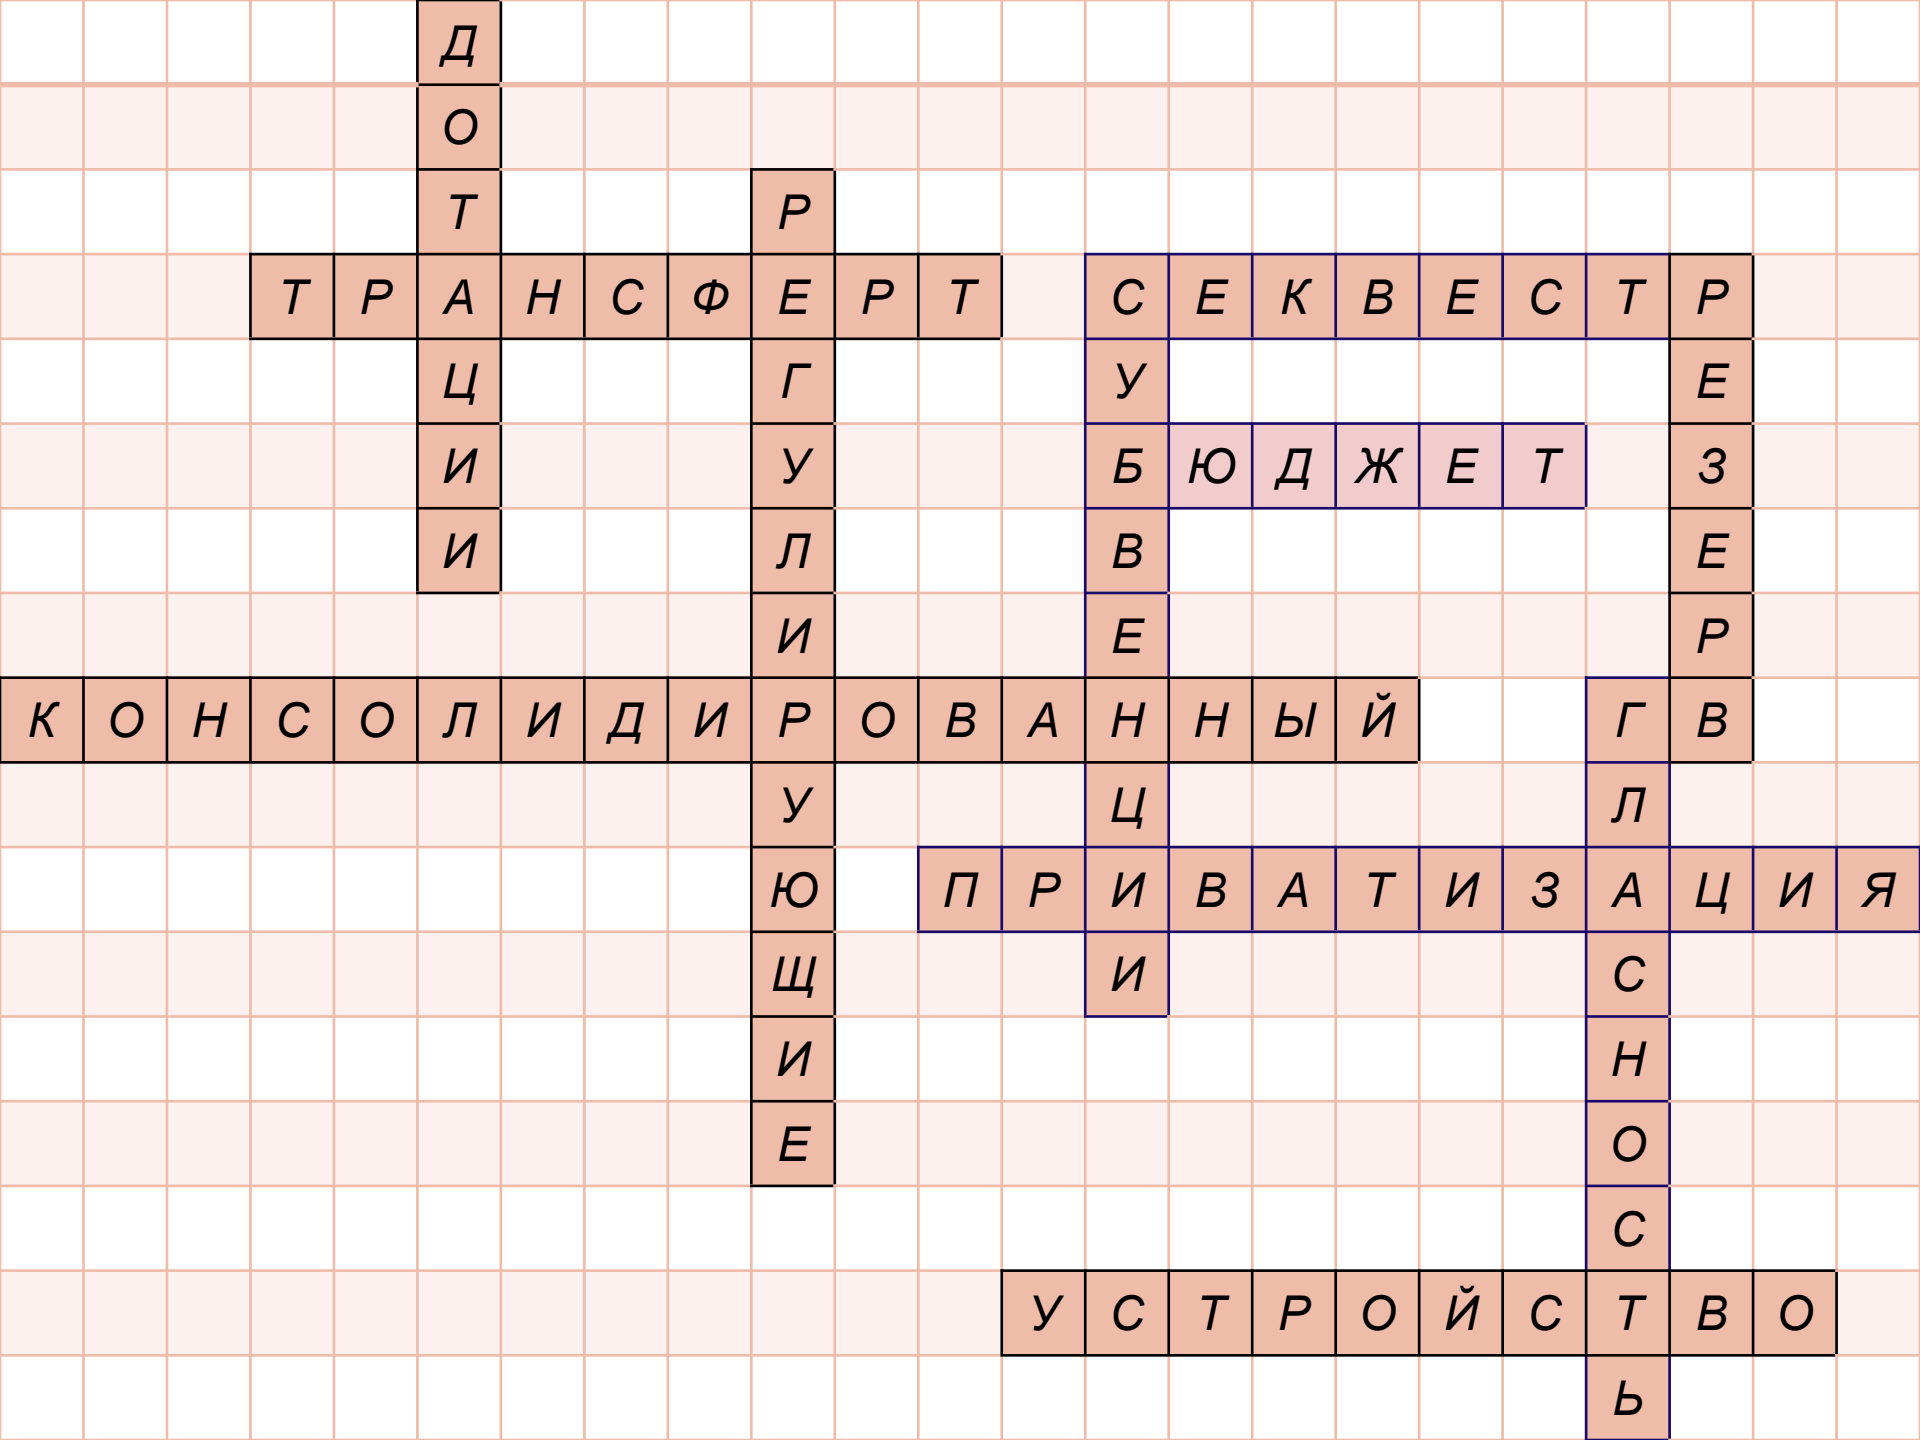 ДОТАЦИИ
РЕГУЛИРУЮЩИЕ
ТРАНСФЕРТ
СЕКВЕСТР
СУБВЕНЦИИ
РЕЗЕРВ
БЮДЖЕТ
КОНСОЛИДИРОВАННЫЙ
ГЛАСНОСТЬ
ПРИВАТИЗАЦИЯ
УСТРОЙСТВО